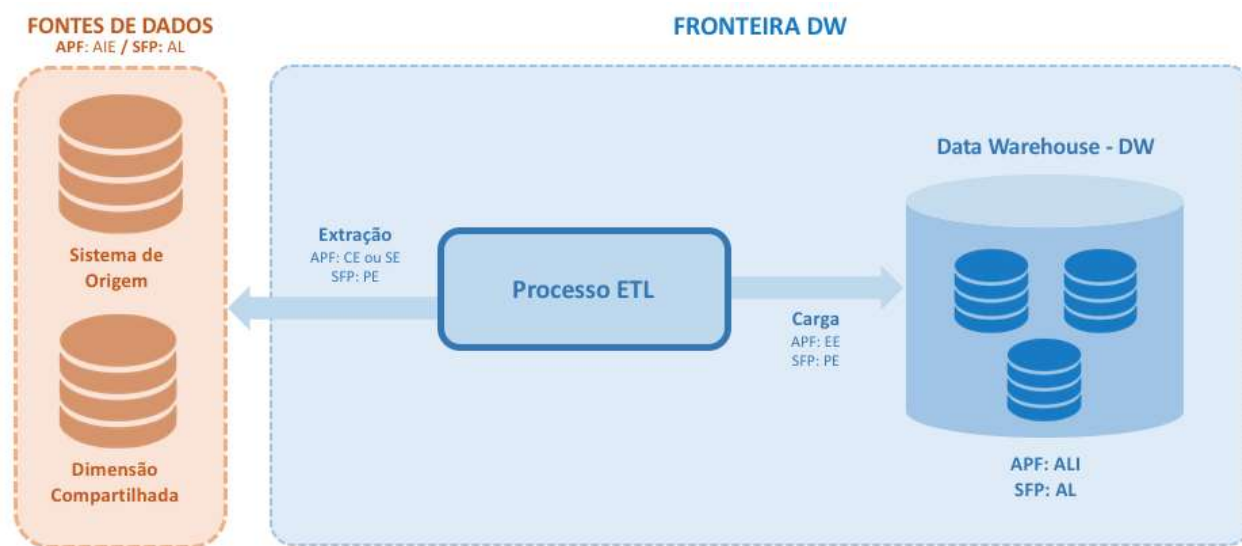 FONTES DE DADOS
APF: AIE / SFP: AL
Sistema de
Origem
Dimensão
Compartilhada
FRONTEIRA DW
Extração
APF: CE ou SE
SFP: PE
Processo ETL
Carga
APF: EE
SFP: PE
Data Warehouse - DW
APF: ALI
SFP: AL